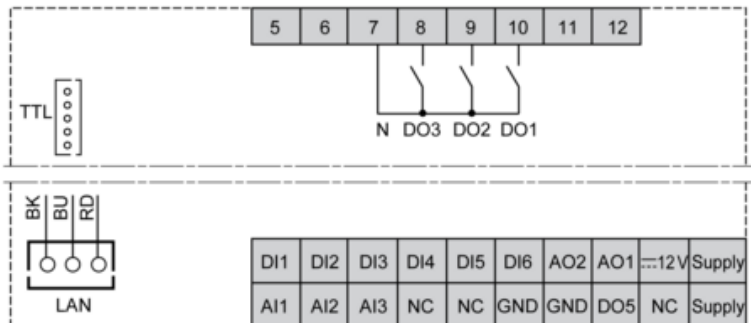 5 6 7 8 9 10 11 12
TTL
N DO3 DO2 DO1
BK BU RD
LAN
DI1 DI2 DI3 DI4 DI5 DI6 AO2 AO1 ⎓12V Supply
AI1 AI2 AI3 NC NC GND GND DO5 NC Supply